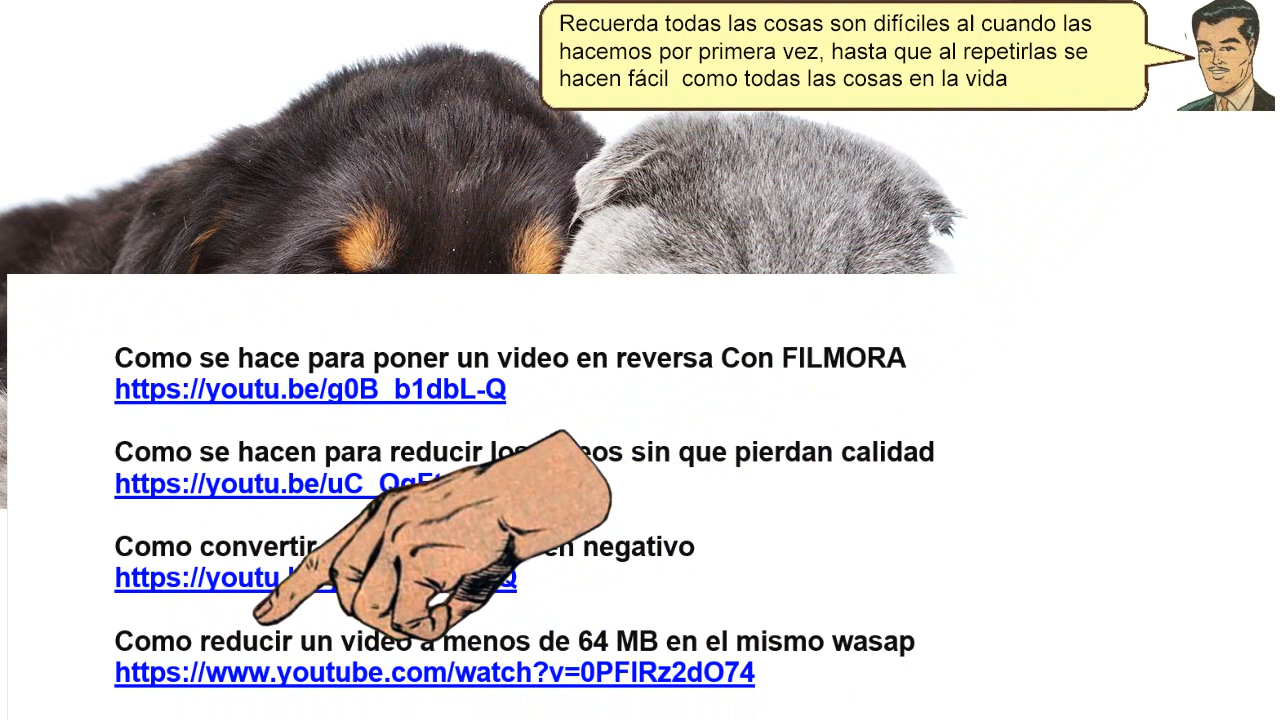 Recuerda todas las cosas son difíciles al cuando las
hacemos por primera vez, hasta que al repetirlas se
hacen fácil como todas las cosas en la vida
Como se hace para poner un video en reversa Con FILMORA
https://youtu.be/g0B_b1dbL-Q
Como se hacen para reducir los sin que pierdan calidad
https://youtu.be/uC_
Como convertir en negativo
https://youtu
Como reducir un video a menos de 64 MB en el mismo wasap
https://www.youtube.com/watch?v=0PFIRz2dO74